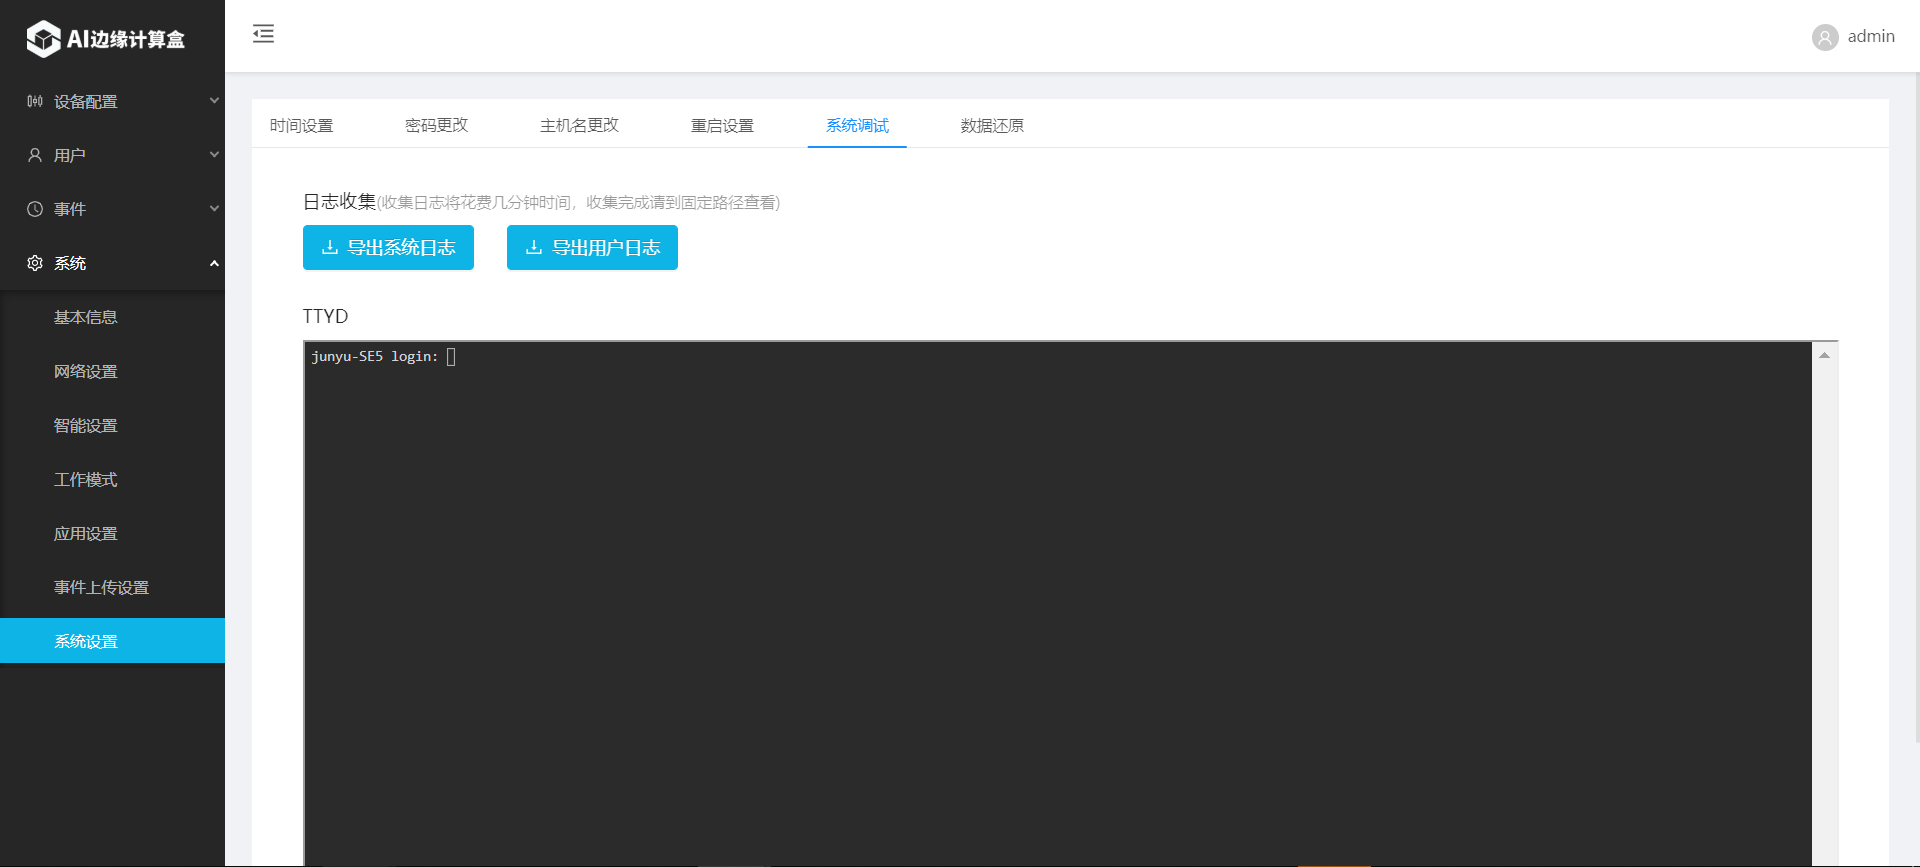 AI边缘计算盒
admin
设备配置
用户
事件
系统
基本信息
网络设置
智能设置
工作模式
应用设置
事件上传设置
系统设置
时间设置
密码更改
主机名更改
重启设置
系统调试
数据还原
日志收集(收集日志将花费几分钟时间，收集完成请到固定路径查看)
导出系统日志
导出用户日志
TTYD
junyu-SE5 login: